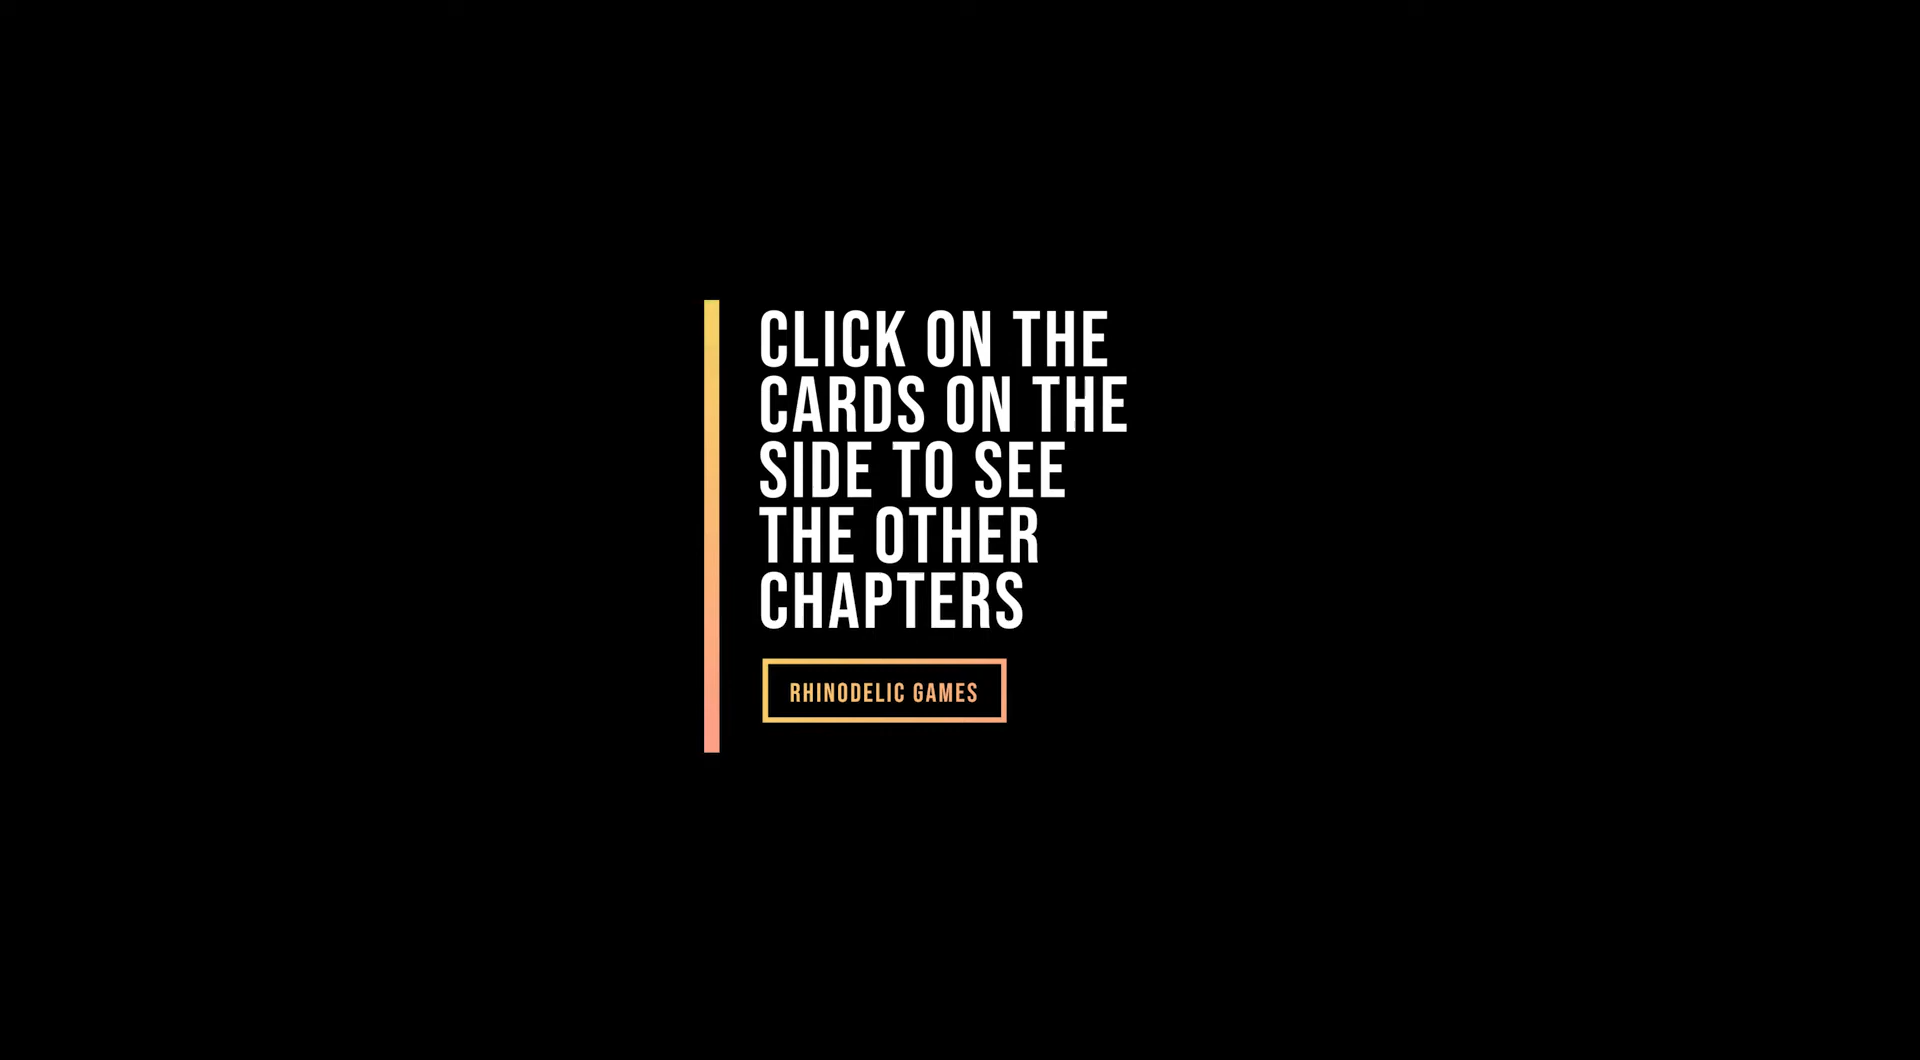 CLICK ON THE
CARDS ON THE
SIDE TO SEE
THE OTHER
CHAPTERS
RHINODELIC GAMES